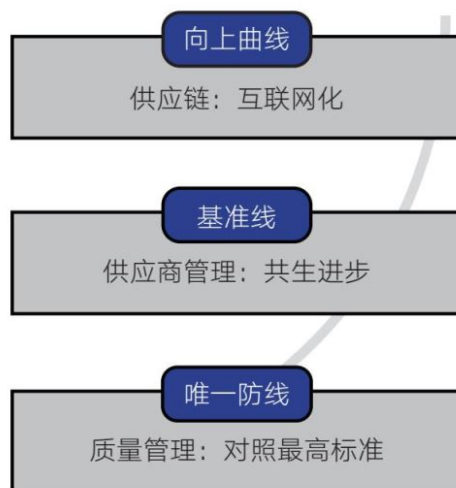 向上曲线
供应链：互联网化
基准线
供应商管理：共生进步
唯一防线
质量管理：对照最高标准